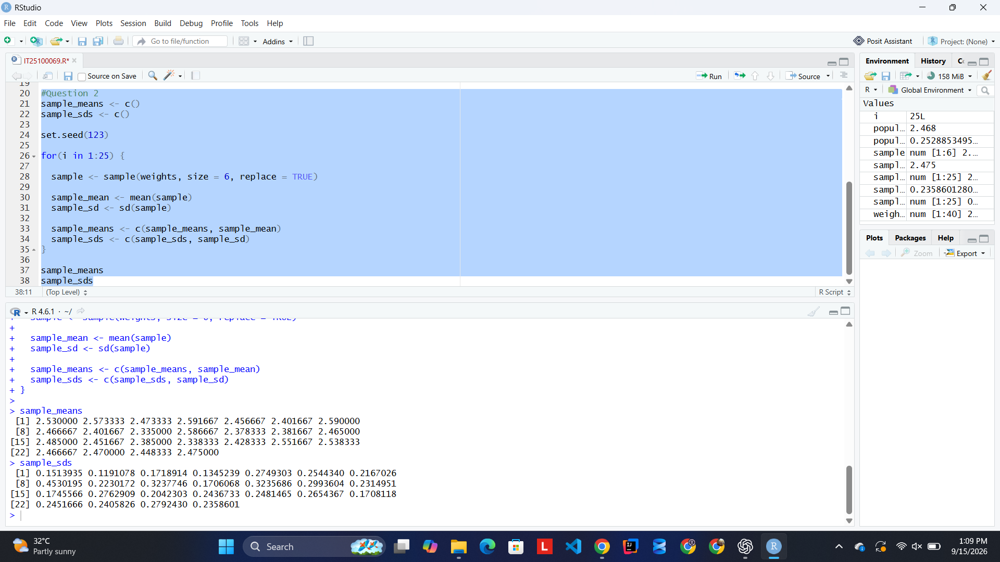 RStudio
File Edit Code View Plots Session Build Debug Profile Tools Help
Go to file/function
Addins
Posit Assistant
Project: (None)
IT25100069.R*
Source on Save
Run
Source
19
20 #Question 2
21 sample_means <- c()
22 sample_sds <- c()
23
24 set.seed(123)
25
26 for(i in 1:25) {
27
28 sample <- sample(weights, size = 6, replace = TRUE)
29
30 sample_mean <- mean(sample)
31 sample_sd <- sd(sample)
32
33 sample_means <- c(sample_means, sample_mean)
34 sample_sds <- c(sample_sds, sample_sd)
35 }
36
37 sample_means
38 sample_sds
38:11 (Top Level) R Script
R 4.6.1 · ~/
+ sample <- sample(weights, size = 6, replace = TRUE)
+
+ sample_mean <- mean(sample)
+ sample_sd <- sd(sample)
+
+ sample_means <- c(sample_means, sample_mean)
+ sample_sds <- c(sample_sds, sample_sd)
+ }
>
> sample_means
[1] 2.530000 2.573333 2.473333 2.591667 2.456667 2.401667 2.590000
[8] 2.466667 2.401667 2.335000 2.586667 2.378333 2.381667 2.465000
[15] 2.485000 2.451667 2.385000 2.338333 2.428333 2.551667 2.538333
[22] 2.466667 2.470000 2.448333 2.475000
> sample_sds
[1] 0.1513935 0.1191078 0.1718914 0.1345239 0.2749303 0.2544340 0.2167026
[8] 0.4530195 0.2230172 0.3237746 0.1706068 0.3235686 0.2993604 0.2314951
[15] 0.1745566 0.2762909 0.2042303 0.2436733 0.2481465 0.2654367 0.1708118
[22] 0.2451666 0.2405826 0.2792430 0.2358601
>
Environment History Co
158 MiB
R Global Environment
Values
i 25L
popul… 2.468
popul… 0.2528853495…
sample num [1:6] 2.…
sampl… 2.475
sampl… num [1:25] 2…
sampl… 0.2358601280…
sampl… num [1:25] 0…
weigh… num [1:40] 2…
Plots Packages Help
Zoom Export
32°C
Partly sunny
Search
1:09 PM
9/15/2026